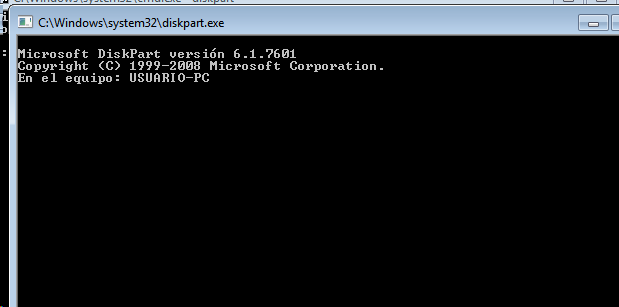 C:\Windows\system32\diskpart.exe
Microsoft DiskPart versión 6.1.7601
Copyright (C) 1999-2008 Microsoft Corporation.
En el equipo: USUARIO-PC